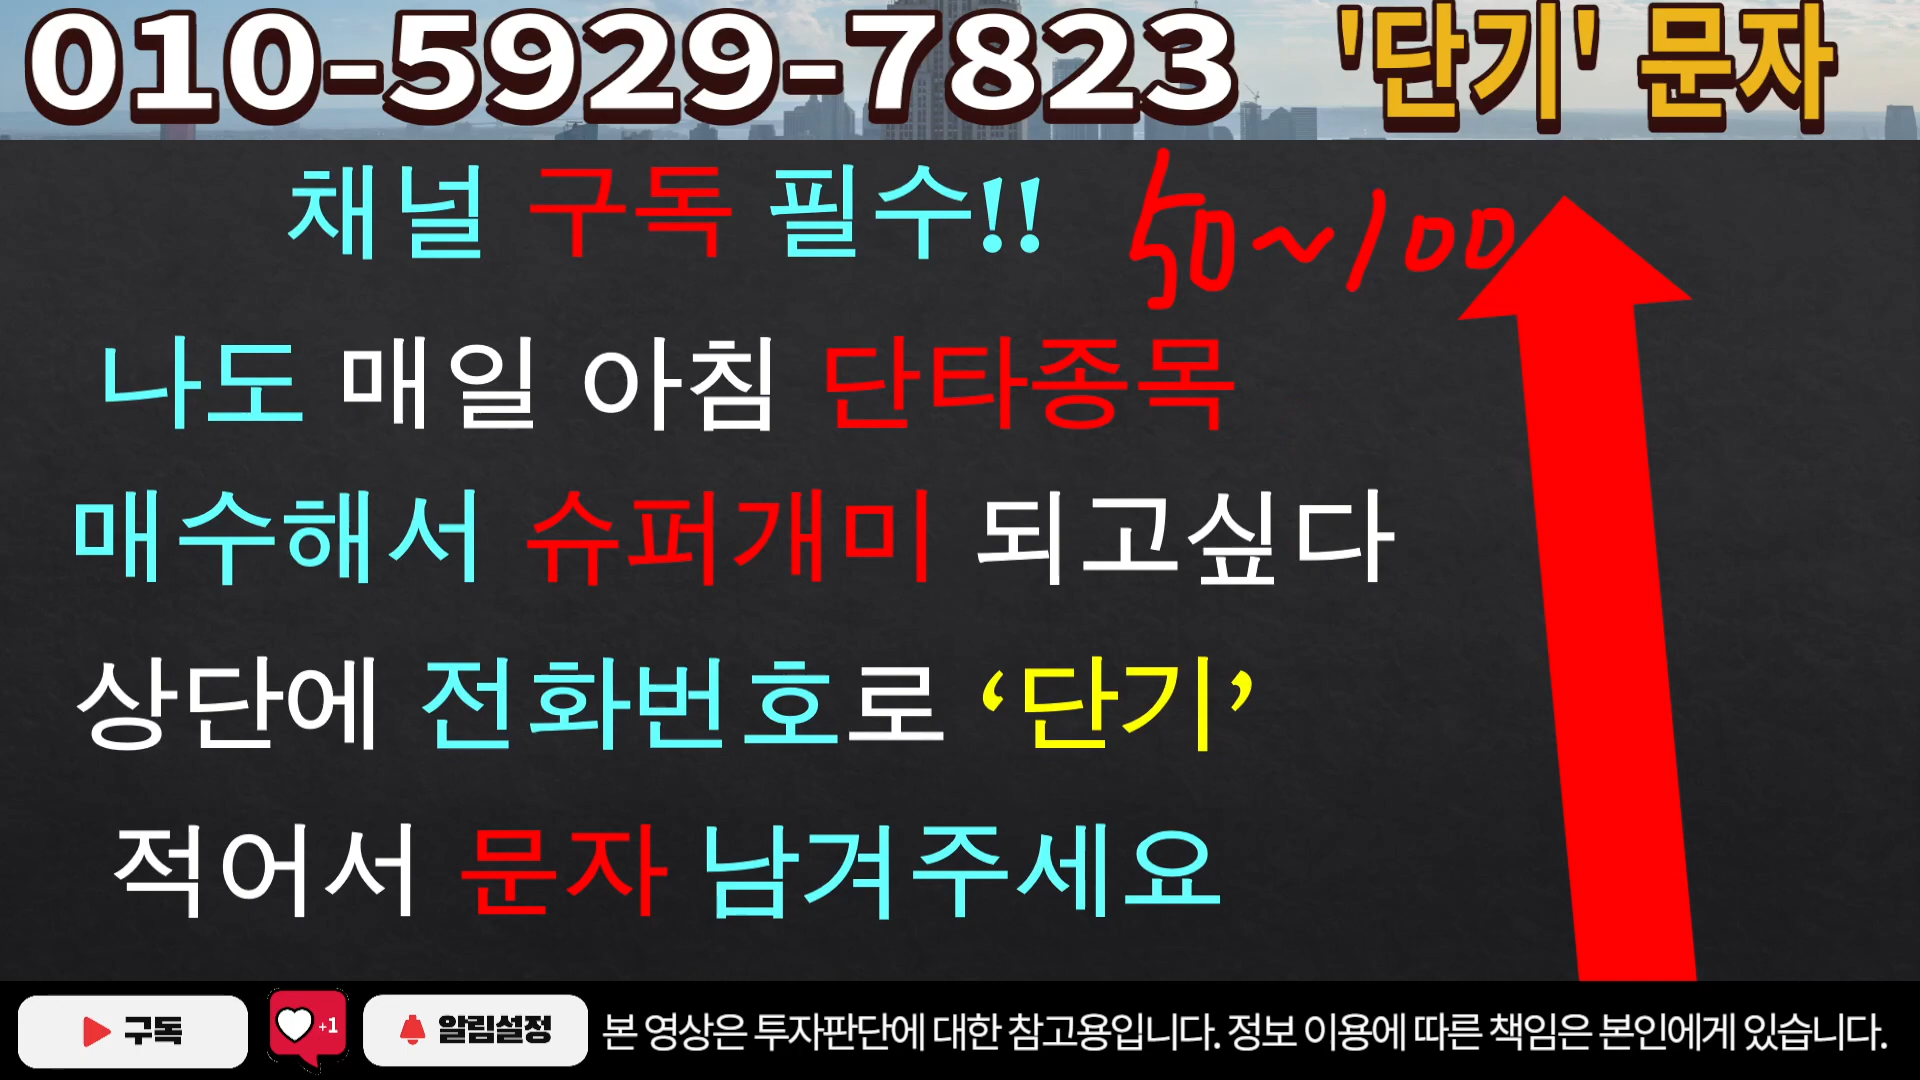 010-5929-7823 '단기' 문자
채널 구독 필수!! 50~100
나도 매일 아침 단타종목
매수해서 슈퍼개미 되고싶다
상단에 전화번호로 ‘단기’
적어서 문자 남겨주세요
구독 +1 알림설정 본 영상은 투자판단에 대한 참고용입니다. 정보 이용에 따른 책임은 본인에게 있습니다.